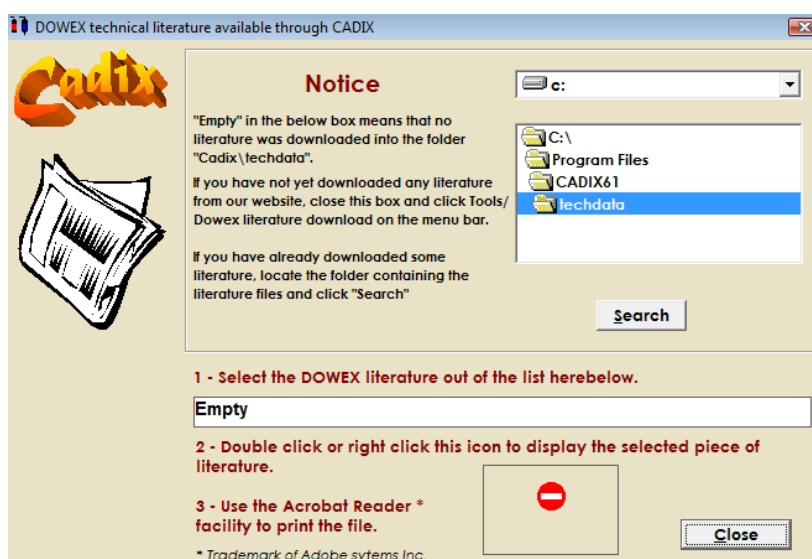 DOWEX technical literature available through CADIX
Cadix
Notice
"Empty" in the below box means that no
literature was downloaded into the folder
"Cadix\techdata".
If you have not yet downloaded any literature
from our website, close this box and click Tools/
Dowex literature download on the menu bar.
If you have already downloaded some
literature, locate the folder containing the
literature files and click "Search"
c:
C:\
Program Files
CADIX61
techdata
Search
1 - Select the DOWEX literature out of the list herebelow.
Empty
2 - Double click or right click this icon to display the selected piece of
literature.
3 - Use the Acrobat Reader *
facility to print the file.
* Trademark of Adobe sytems Inc.
Close